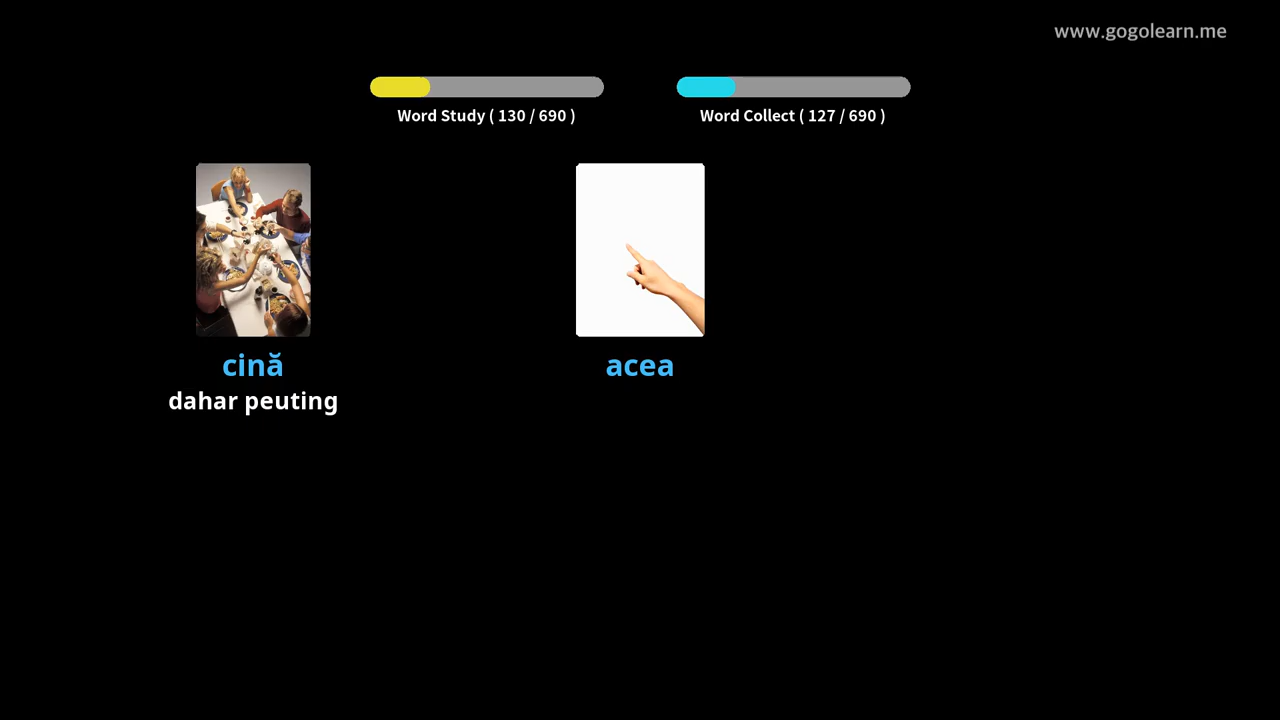 www.gogolearn.me
Word Study ( 130 / 690 )
Word Collect ( 127 / 690 )
cină
acea
dahar peuting